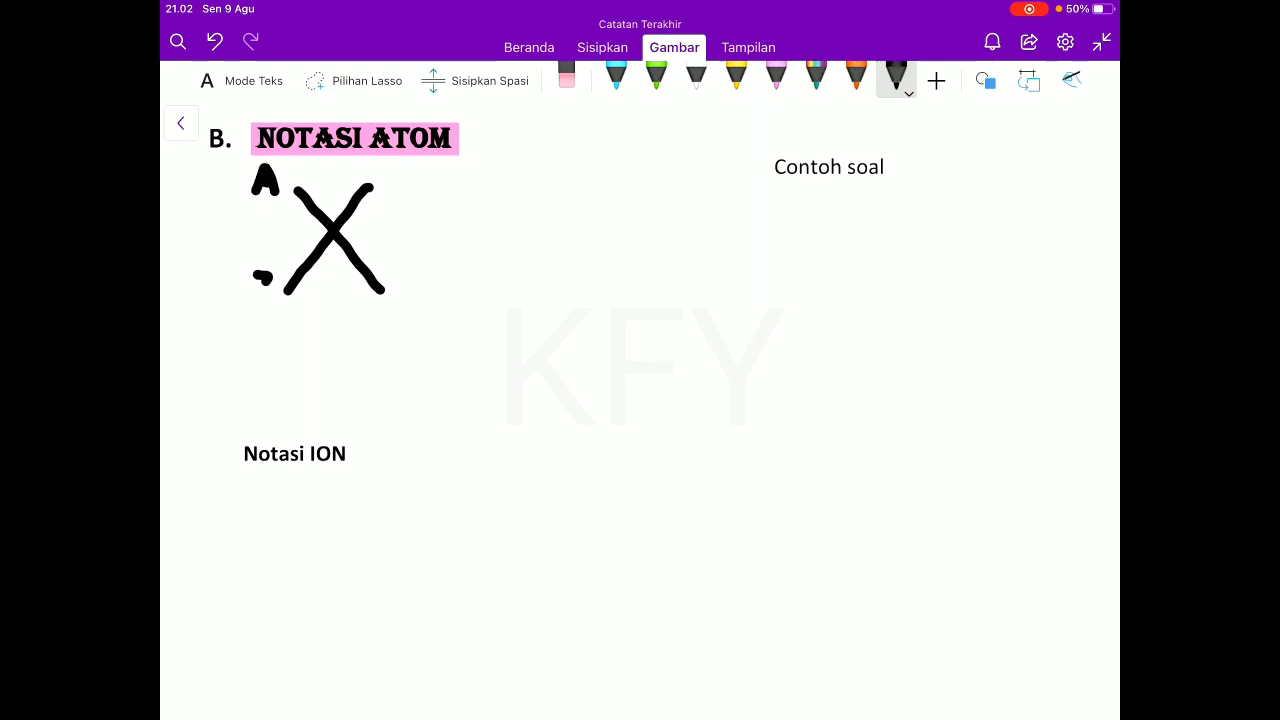 21.02 Sen 9 Agu
50%
Catatan Terakhir
Beranda Sisipkan Gambar Tampilan
A Mode Teks Pilihan Lasso Sisipkan Spasi
B. NOTASI ATOM
Contoh soal
A
X
KFY
Notasi ION